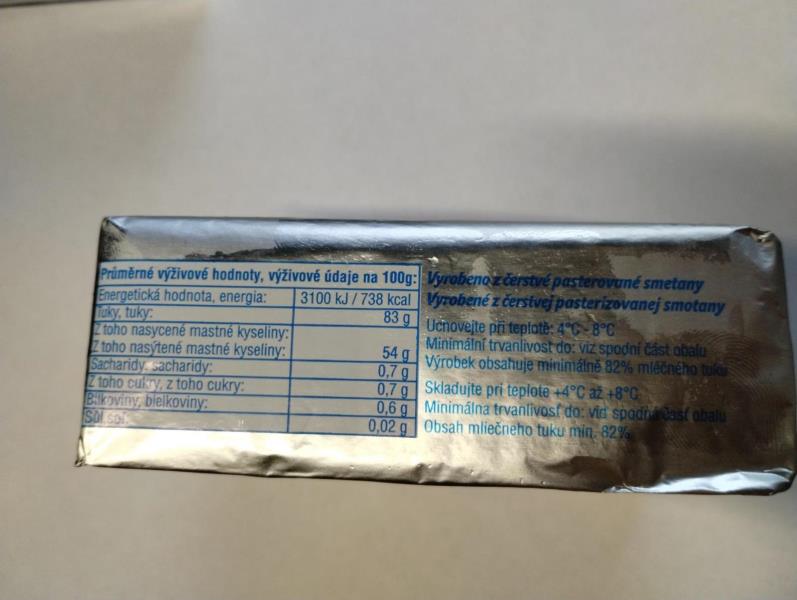 Průměrné výživové hodnoty, výživové údaje na 100g:
Energetická hodnota, energia: 3100 kJ / 738 kcal
Tuky, tuky: 83 g
Z toho nasycené mastné kyseliny:
Z toho nasýtené mastné kyseliny: 54 g
Sacharidy, sacharidy: 0,7 g
Z toho cukry, z toho cukry: 0,7 g
Bílkoviny, bielkoviny: 0,6 g
Sůl, soľ: 0,02 g
Vyrobeno z čerstvé pasterované smetany
Vyrobené z čerstvej pasterizovanej smotany
Uchovejte při teplotě: 4°C - 8°C
Minimální trvanlivost do: viz spodní část obalu
Výrobek obsahuje minimálně 82% mléčného tuku
Skladujte pri teplote +4°C až +8°C
Minimálna trvanlivosť do: viď spodná časť obalu
Obsah mliečneho tuku min. 82%